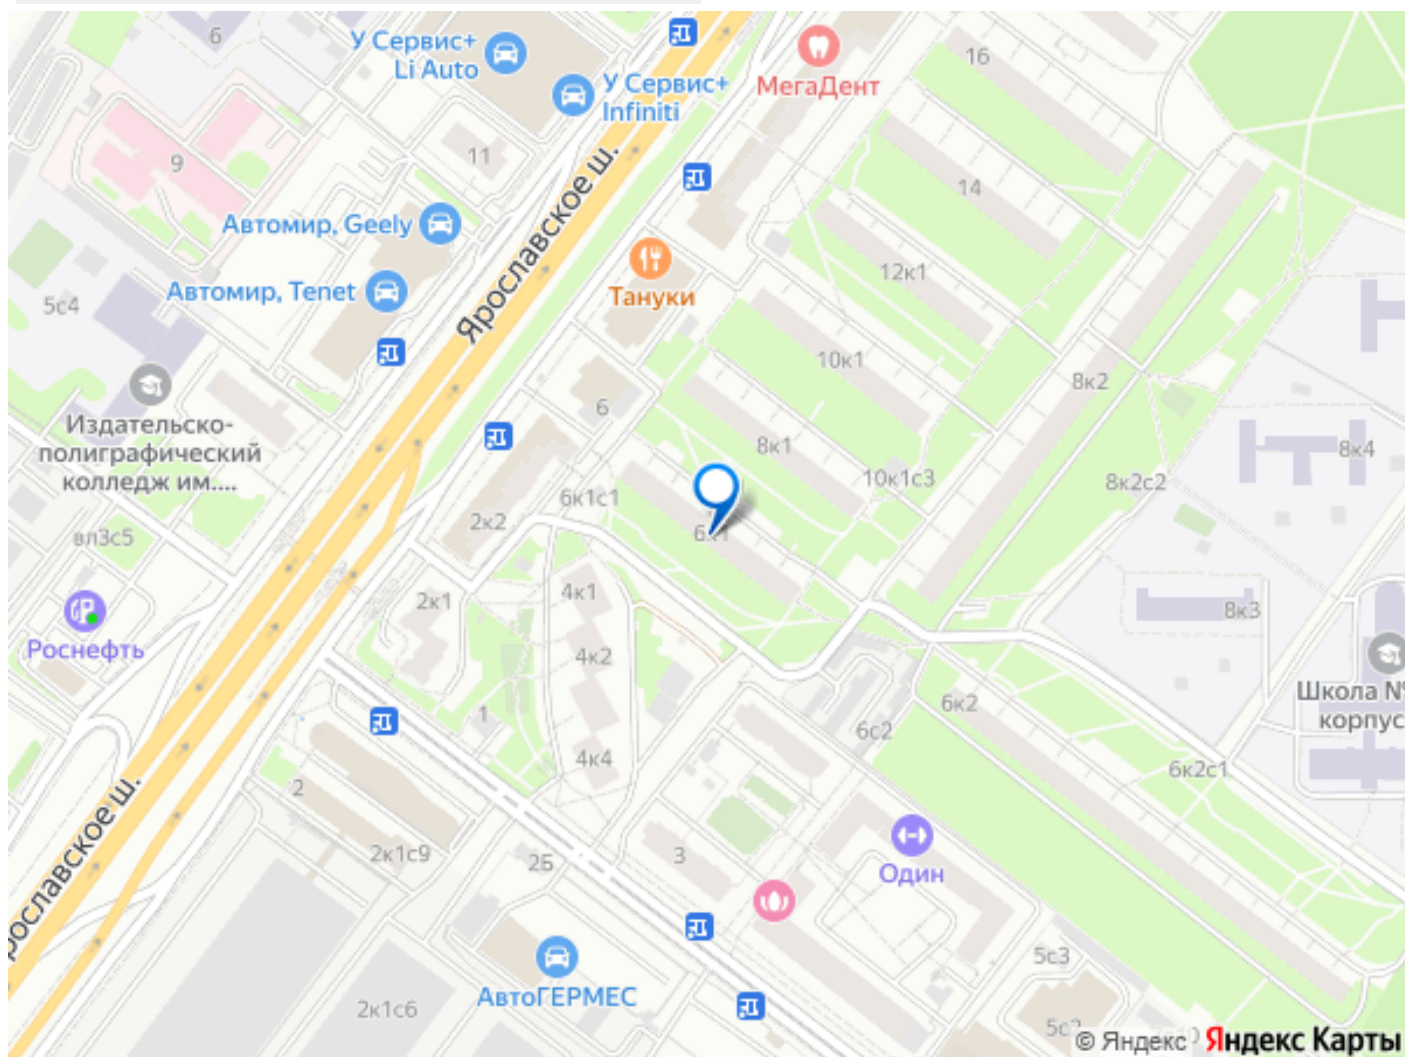 6
У Сервис+
Li Auto
У Сервис+
Infiniti
МегаДент
16
9
11
14
Автомир, Geely
Ярославское ш.
Автомир, Tenet
Тануки
12к1
5с4
10к1
8к2
Издательско-
полиграфический
колледж им....
6
8к1
8к4
10к1с3
8к2с2
6к1с1
2к2
вл3с5
4к1
2к1
8к3
Роснефть
4к2
Школа №
корпус
6к2
1
6с2
4к4
6к2с1
2
Ярославское ш.
2к1с9
2Б
3
Один
5с3
АвтоГЕРМЕС
2к1с6
© Яндекс
Яндекс Карты